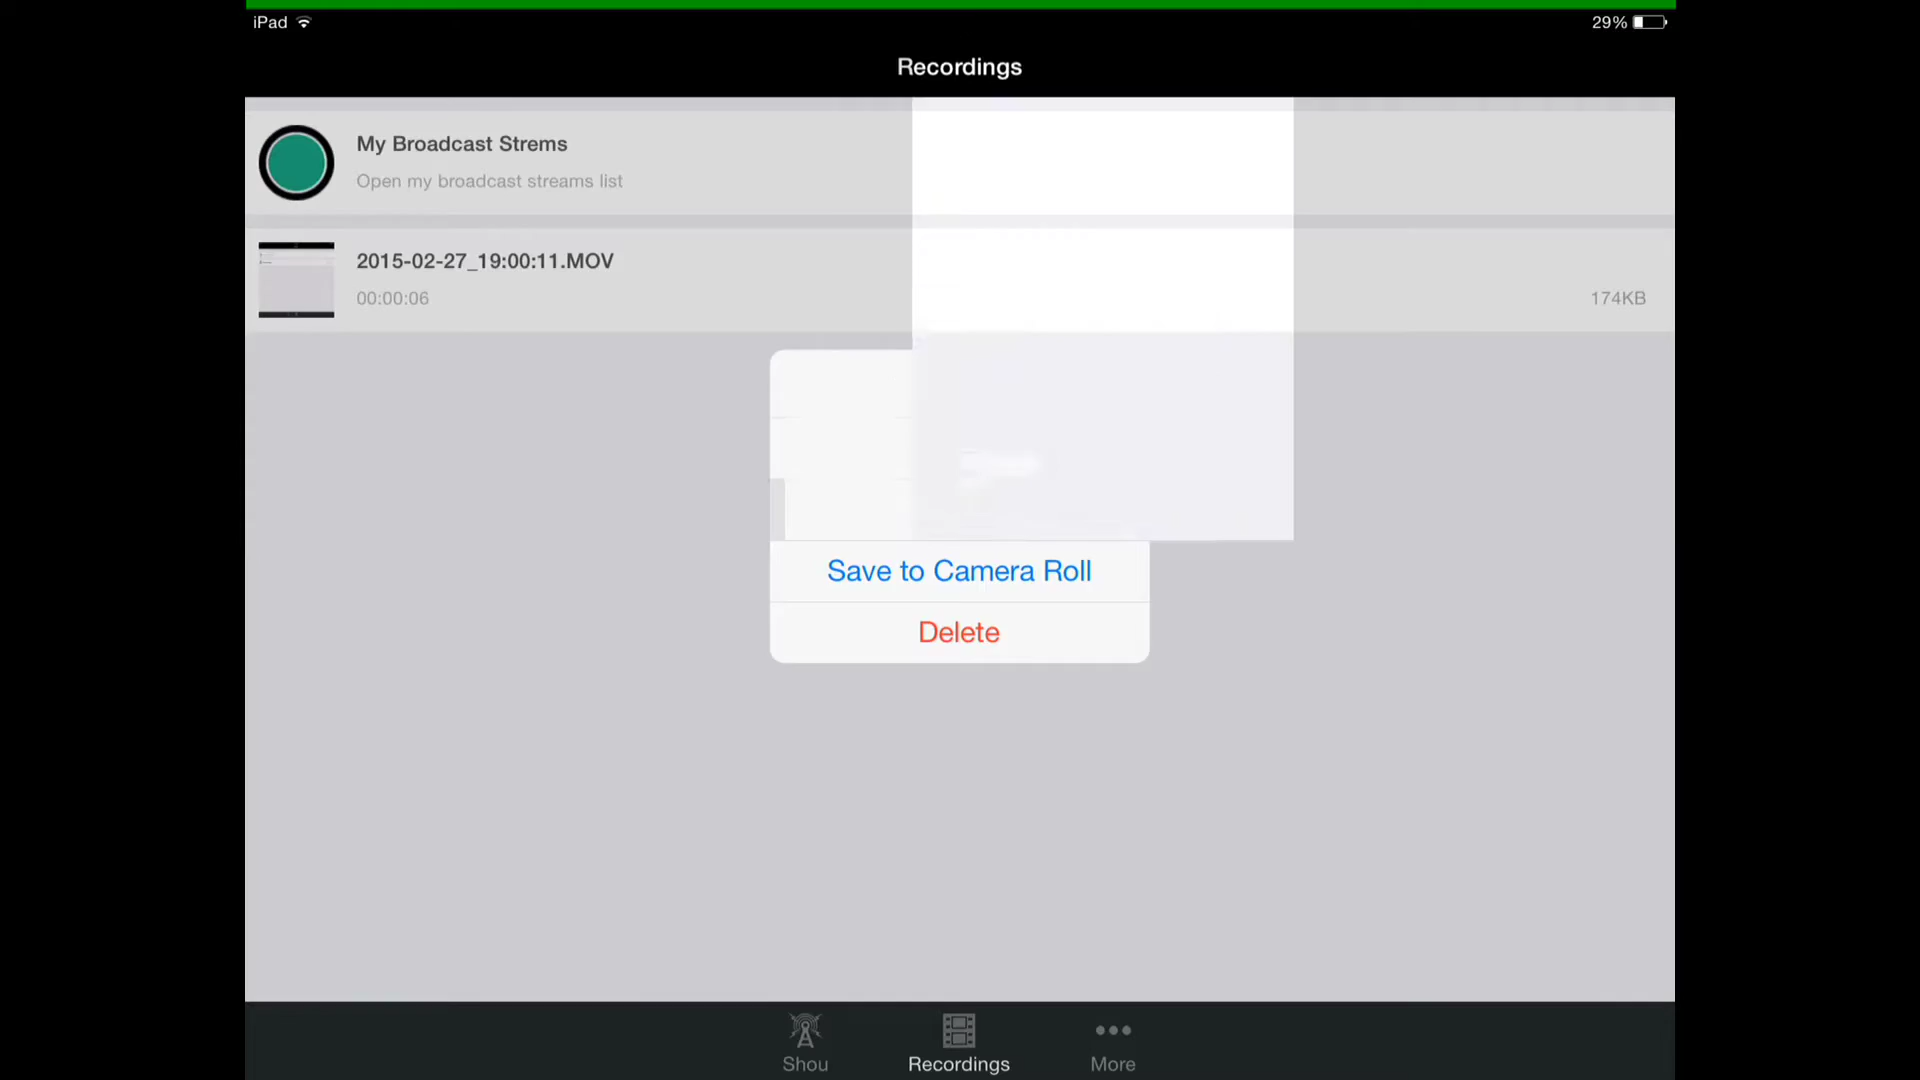 iPad
29%
Recordings
My Broadcast Strems
Open my broadcast streams list
2015-02-27_19:00:11.MOV
00:00:06
174KB
Save to Camera Roll
Delete
Shou
Recordings
More